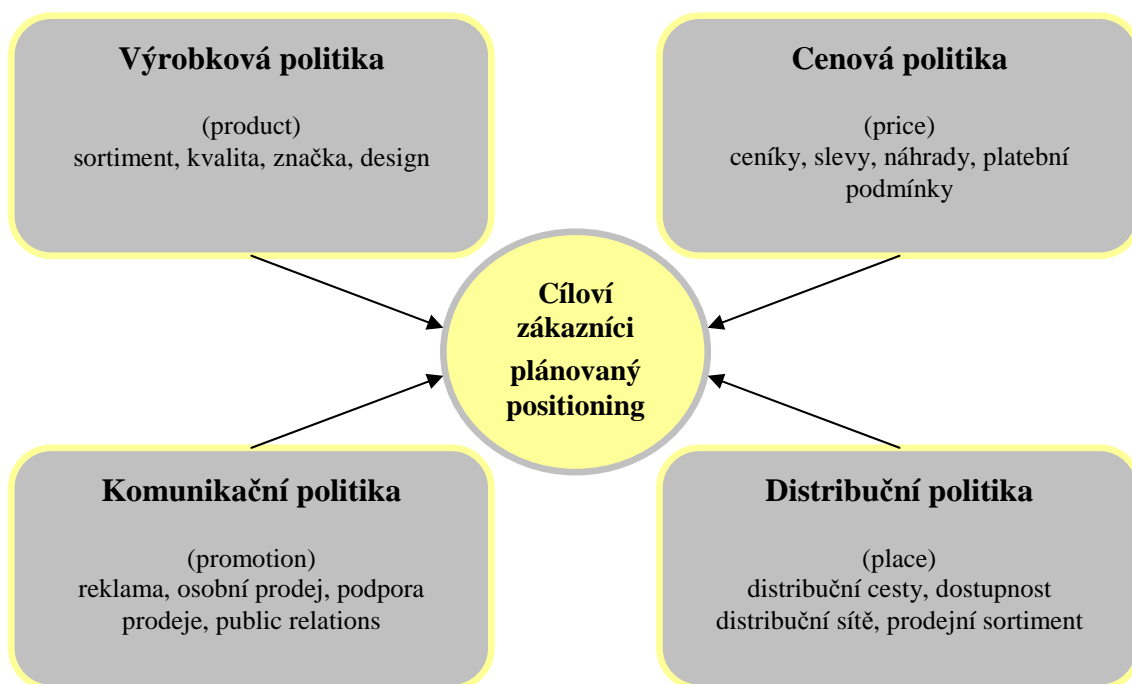 Výrobková politika
(product)
sortiment, kvalita, značka, design
Cenová politika
(price)
ceníky, slevy, náhrady, platební
podmínky
Cíloví
zákazníci
plánovaný
positioning
Komunikační politika
(promotion)
reklama, osobní prodej, podpora
prodeje, public relations
Distribuční politika
(place)
distribuční cesty, dostupnost
distribuční sítě, prodejní sortiment